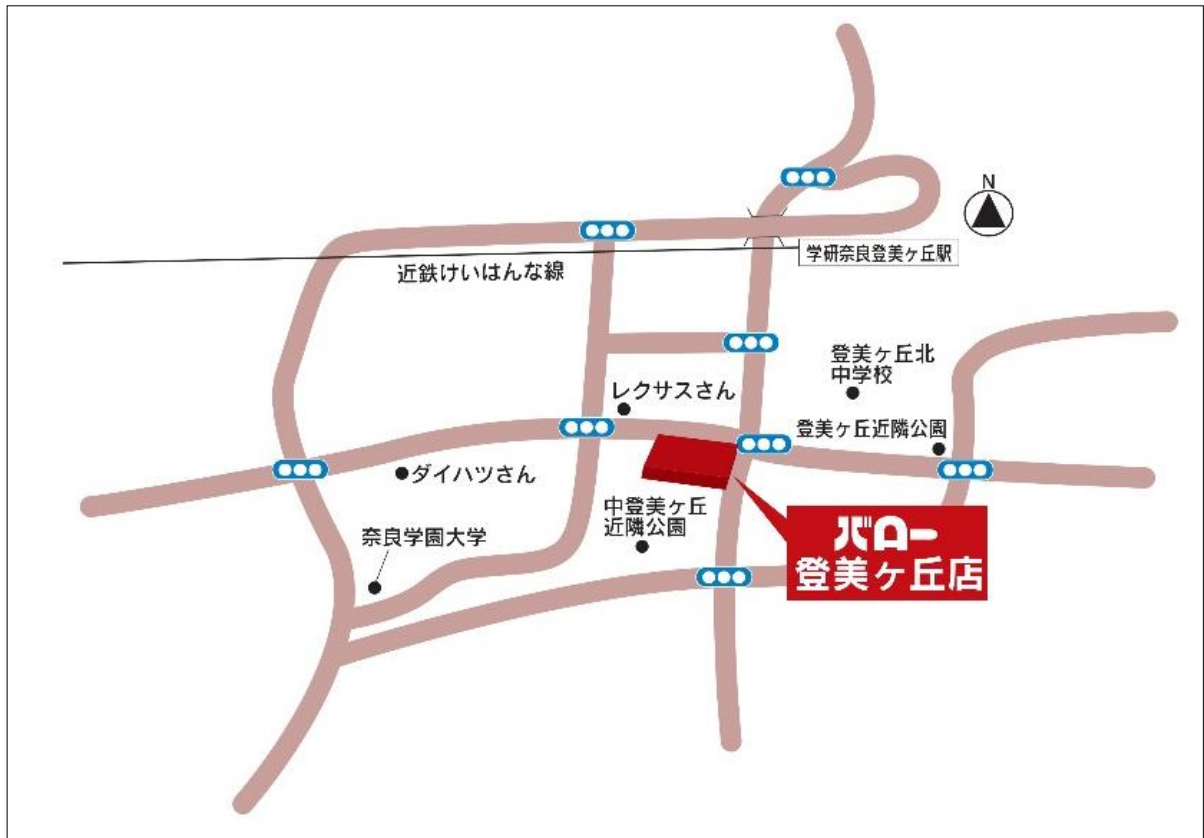 N
学研奈良登美ヶ丘駅
近鉄けいはんな線
登美ヶ丘北
中学校
レクサスさん
登美ヶ丘近隣公園
ダイハツさん
中登美ヶ丘
近隣公園
奈良学園大学
バロー
登美ヶ丘店